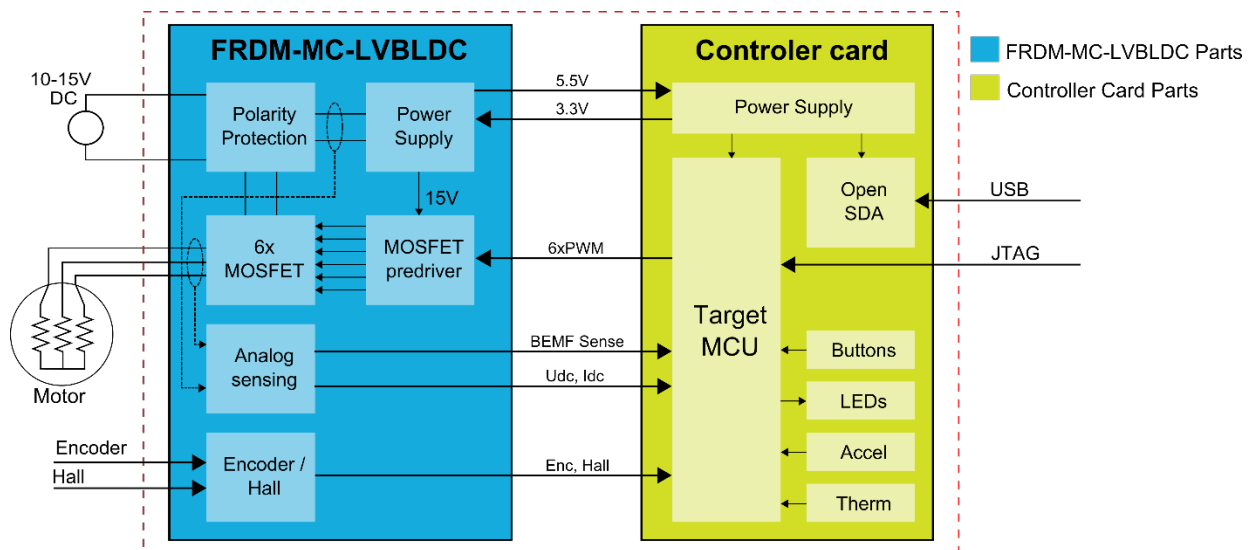 FRDM-MC-LVBLDC
Controler card
FRDM-MC-LVBLDC Parts
Controller Card Parts
10-15V
DC
Polarity
Protection
Power
Supply
5.5V
3.3V
Power Supply
15V
Open
SDA
USB
6x
MOSFET
MOSFET
predriver
6xPWM
JTAG
Target
MCU
Motor
Analog
sensing
BEMF Sense
Udc, Idc
Buttons
LEDs
Accel
Therm
Encoder
Hall
Encoder /
Hall
Enc, Hall